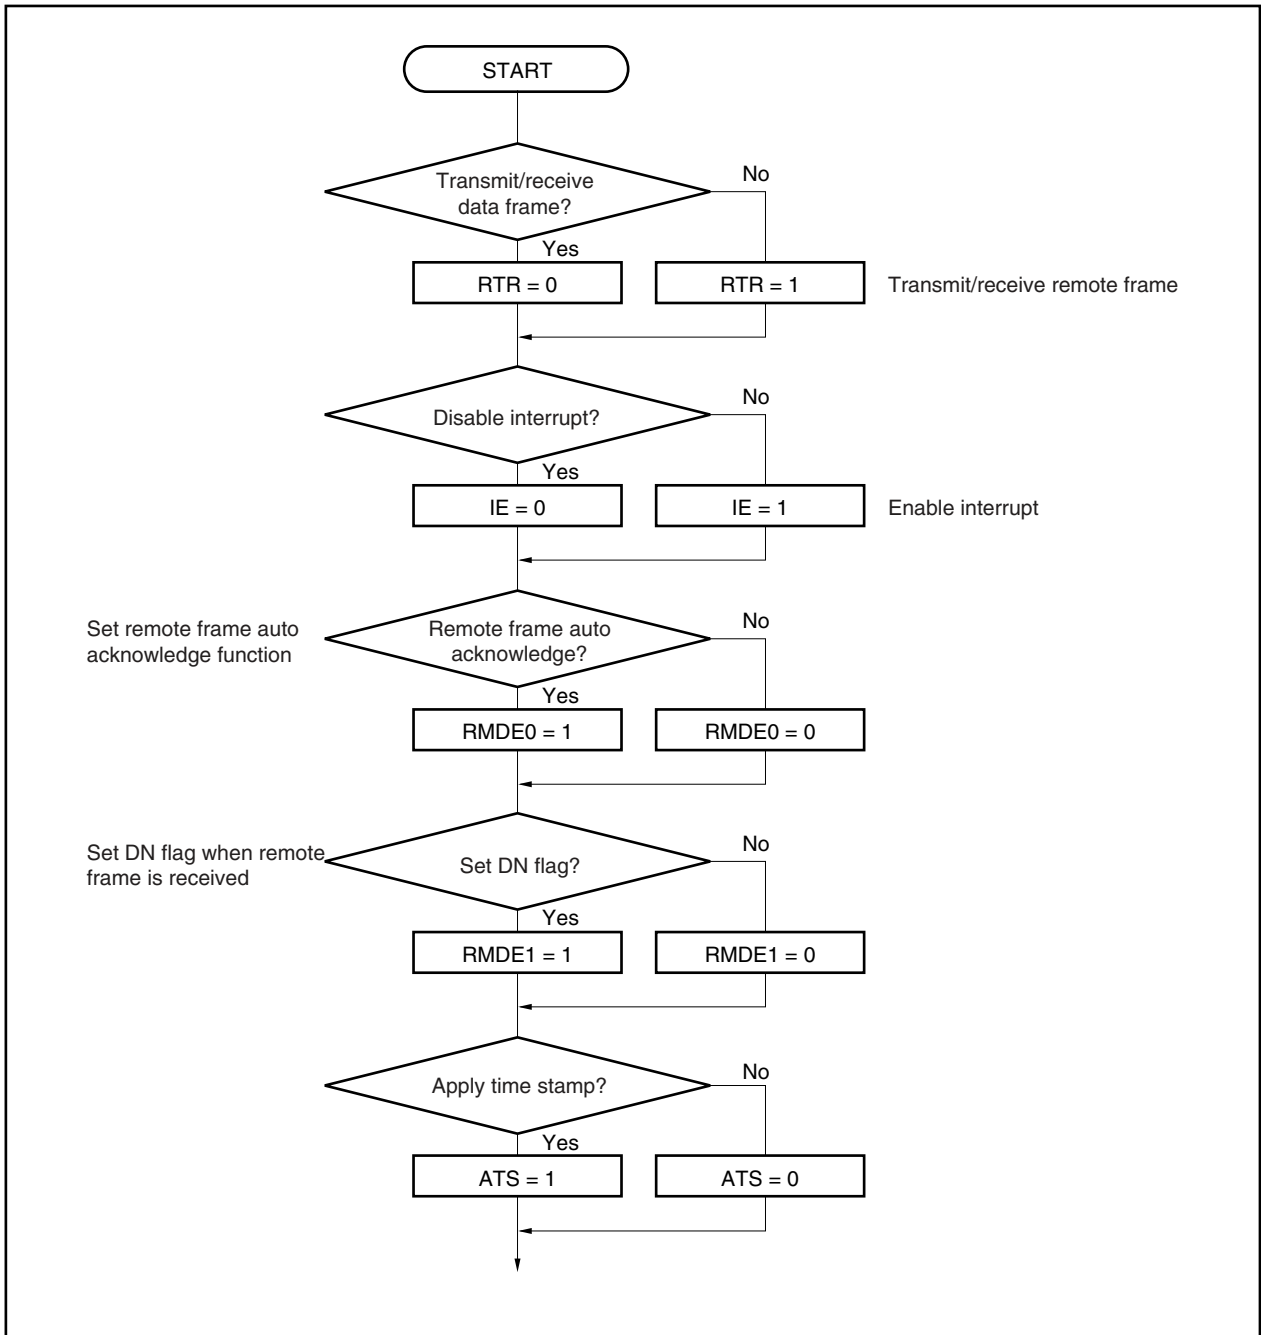 START
Transmit/receive
data frame?
No
Yes
RTR = 0
RTR = 1
Transmit/receive remote frame
Disable interrupt?
No
Yes
IE = 0
IE = 1
Enable interrupt
Set remote frame auto
acknowledge function
Remote frame auto
acknowledge?
No
Yes
RMDE0 = 1
RMDE0 = 0
Set DN flag when remote
frame is received
Set DN flag?
No
Yes
RMDE1 = 1
RMDE1 = 0
Apply time stamp?
No
Yes
ATS = 1
ATS = 0